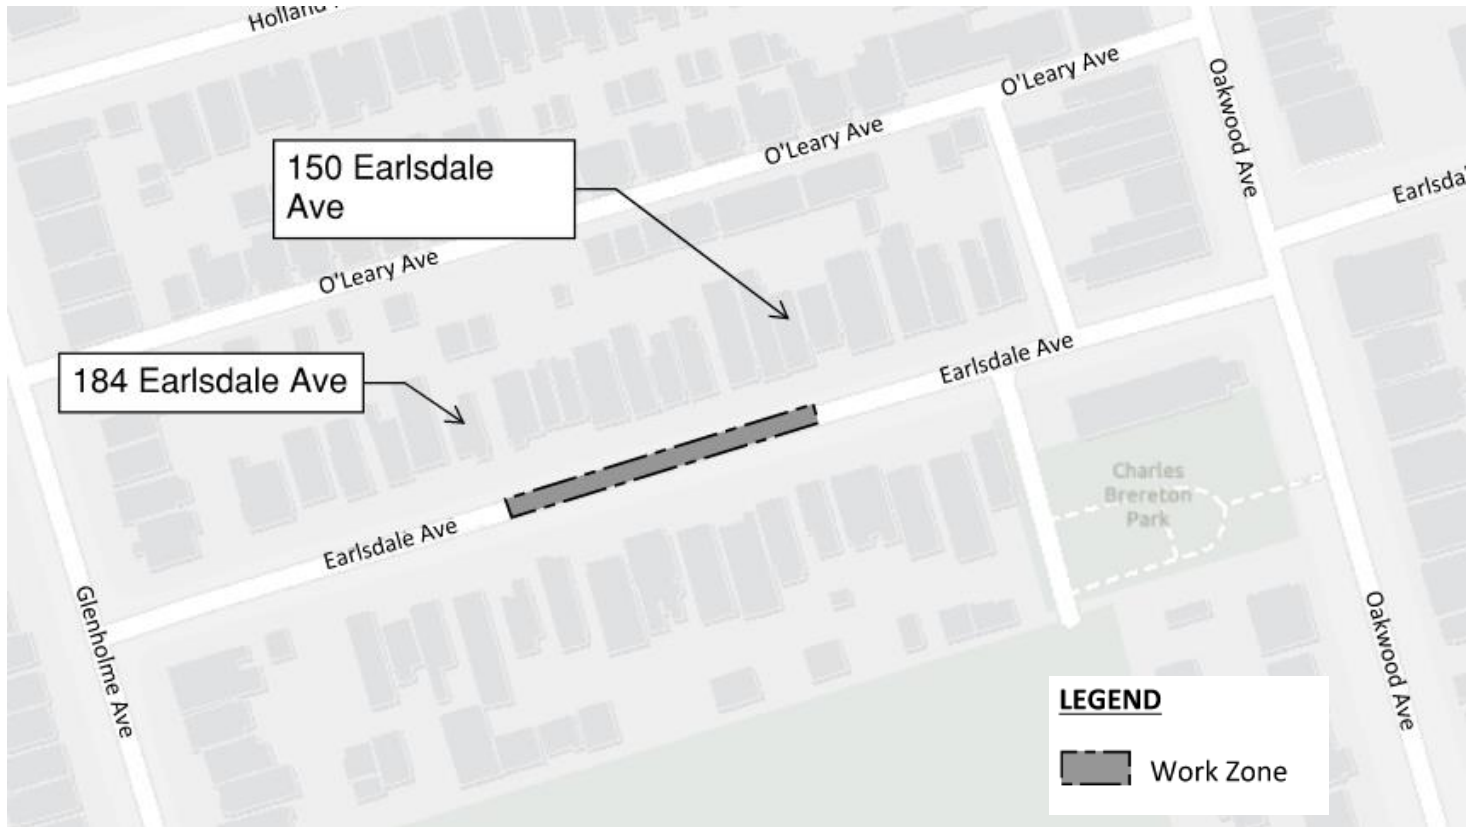 Holland
O'Leary Ave
Oakwood Ave
O'Leary Ave
150 Earlsdale
Ave
Earlsda
O'Leary Ave
184 Earlsdale Ave
Earlsdale Ave
Charles
Brereton
Park
Earlsdale Ave
Glenholme Ave
Oakwood Ave
LEGEND
Work Zone